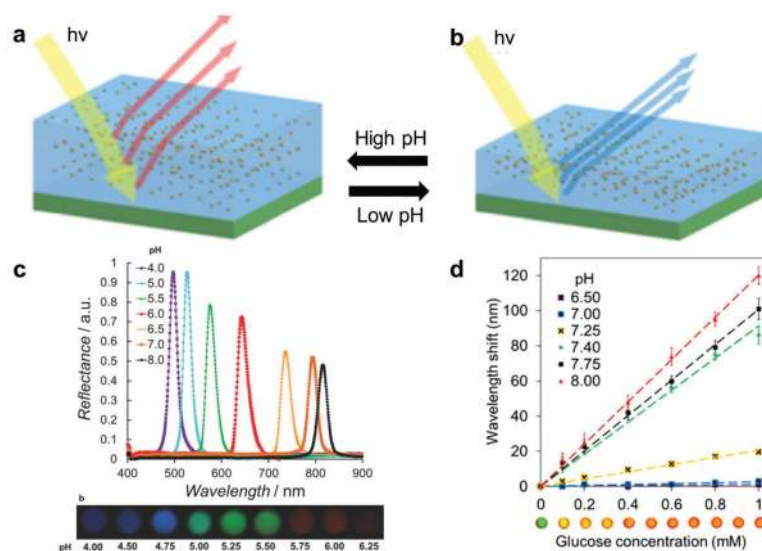 a
hν
b
hν
High pH
Low pH
c
pH
4.0
5.0
5.5
6.0
6.5
7.0
8.0
Reflectance / a.u.
1
0.9
0.8
0.7
0.6
0.5
0.4
0.3
0.2
0.1
0
400 500 600 700 800 900
Wavelength / nm
b
pH 4.00 4.50 4.75 5.00 5.25 5.50 5.75 6.00 6.25
d
pH
6.50
7.00
7.25
7.40
7.75
8.00
Wavelength shift (nm)
120
100
80
60
40
20
0
0 0.2 0.4 0.6 0.8 1
Glucose concentration (mM)